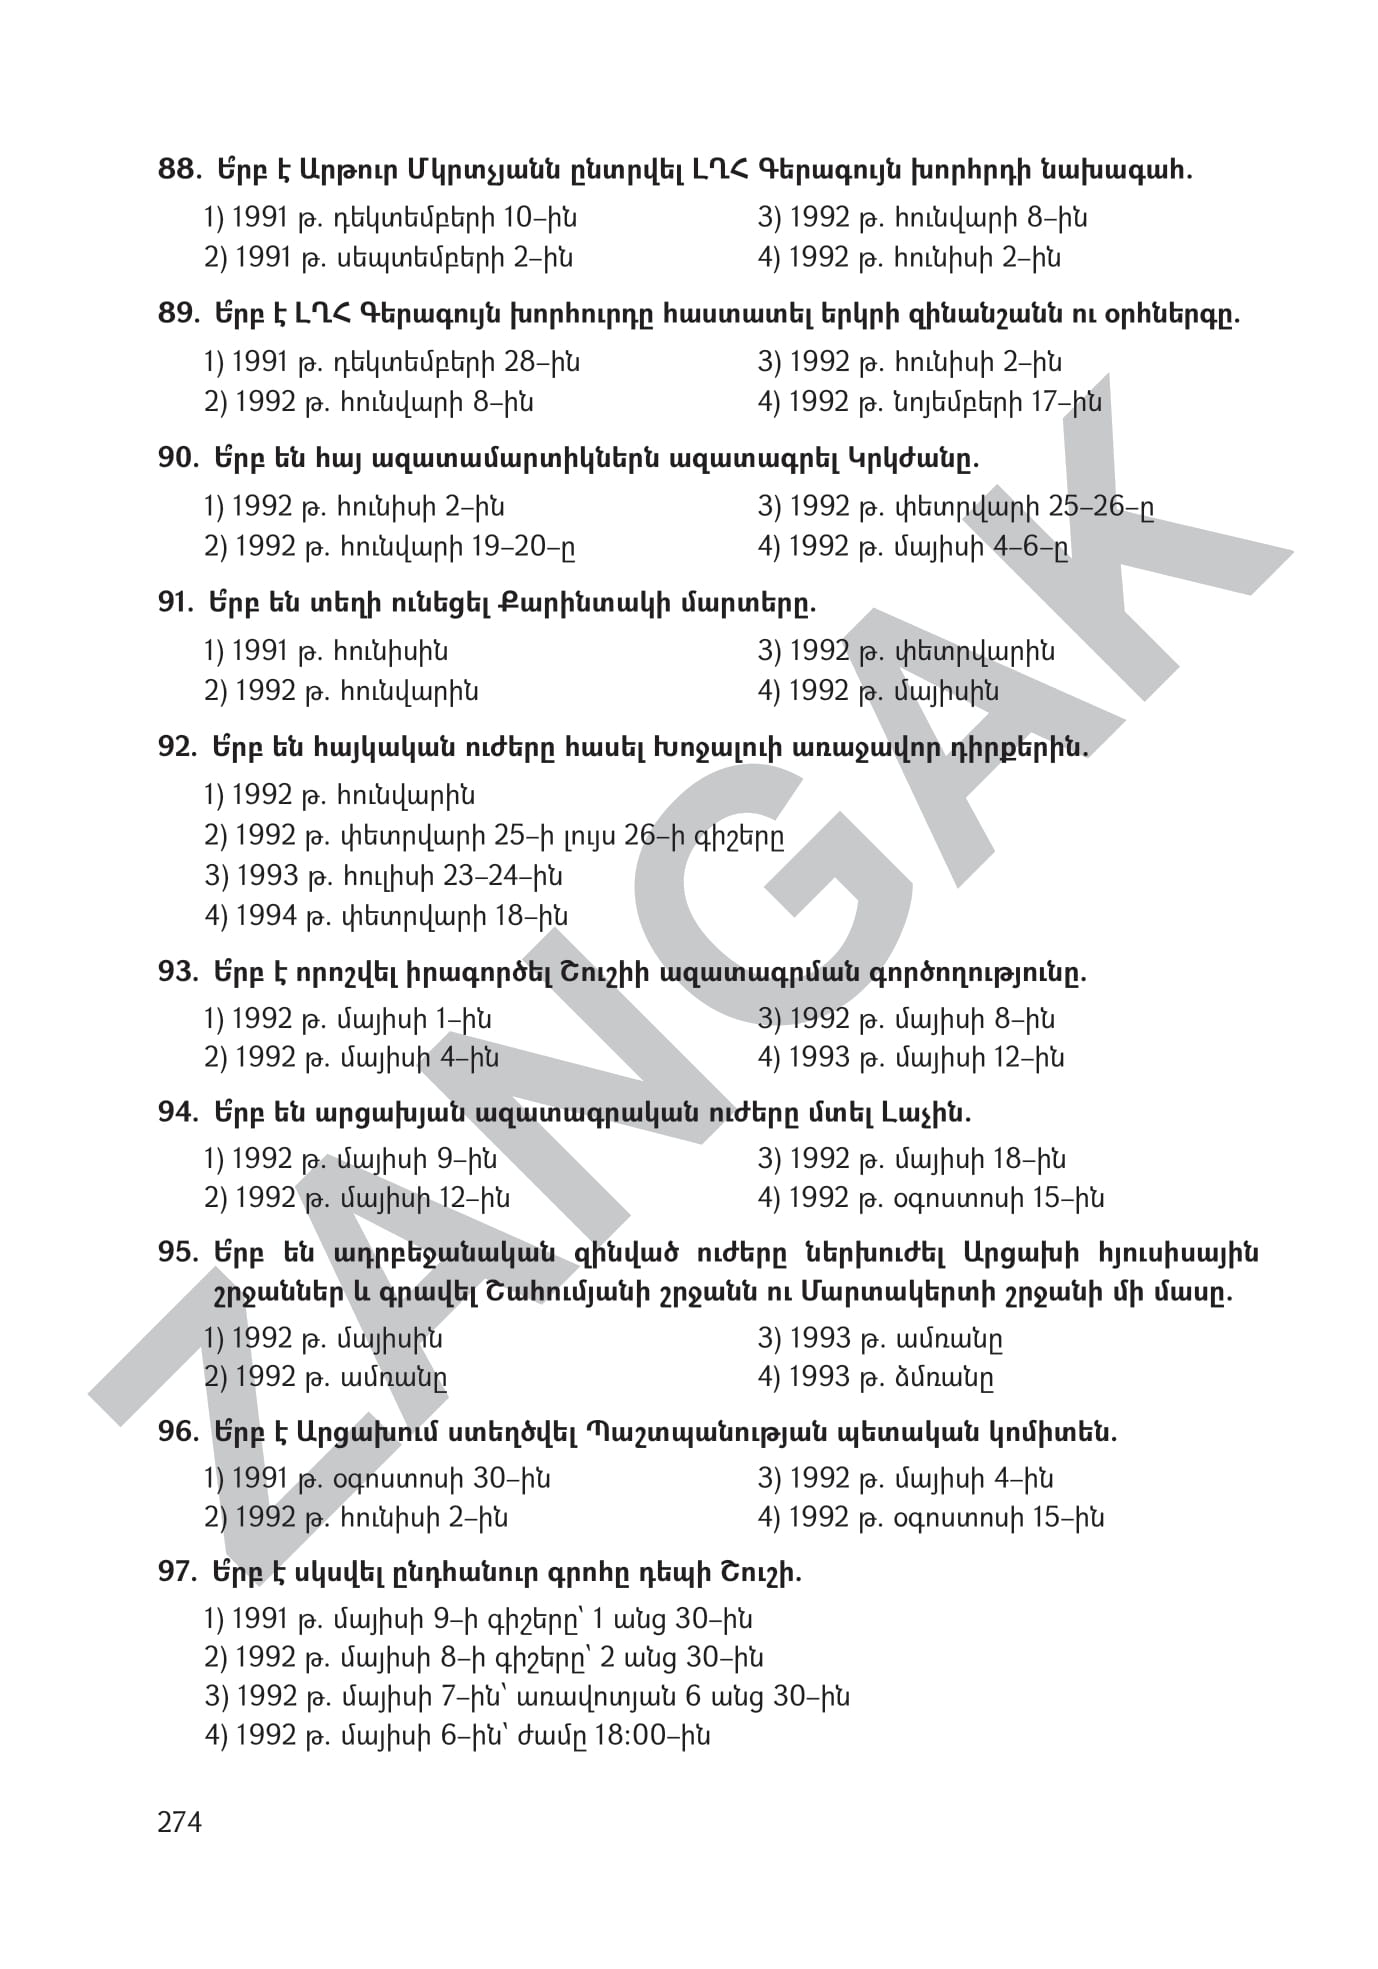 88. Ե՞րբ է Արթուր Մկրտչյանն ընտրվել ԼՂՀ Գերագույն խորհրդի նախագահ.
1) 1991 թ. դեկտեմբերի 10–ին
3) 1992 թ. հունվարի 8–ին
2) 1991 թ. սեպտեմբերի 2–ին
4) 1992 թ. հունիսի 2–ին
89. Ե՞րբ է ԼՂՀ Գերագույն խորհուրդը հաստատել երկրի զինանշանն ու օրհներգը.
1) 1991 թ. դեկտեմբերի 28–ին
3) 1992 թ. հունիսի 2–ին
2) 1992 թ. հունվարի 8–ին
4) 1992 թ. նոյեմբերի 17–ին
90. Ե՞րբ են հայ ազատամարտիկներն ազատագրել Կրկժանը.
1) 1992 թ. հունիսի 2–ին
3) 1992 թ. փետրվարի 25–26–ը
2) 1992 թ. հունվարի 19–20–ը
4) 1992 թ. մայիսի 4–6–ը
91. Ե՞րբ են տեղի ունեցել Քարինտակի մարտերը.
1) 1991 թ. հունիսին
3) 1992 թ. փետրվարին
2) 1992 թ. հունվարին
4) 1992 թ. մայիսին
92. Ե՞րբ են հայկական ուժերը հասել Խոջալուի առաջավոր դիրքերին.
1) 1992 թ. հունվարին
2) 1992 թ. փետրվարի 25–ի լույս 26–ի գիշերը
3) 1993 թ. հուլիսի 23–24–ին
4) 1994 թ. փետրվարի 18–ին
93. Ե՞րբ է որոշվել իրագործել Շուշիի ազատագրման գործողությունը.
1) 1992 թ. մայիսի 1–ին
3) 1992 թ. մայիսի 8–ին
2) 1992 թ. մայիսի 4–ին
4) 1993 թ. մայիսի 12–ին
94. Ե՞րբ են արցախյան ազատագրական ուժերը մտել Լաչին.
1) 1992 թ. մայիսի 9–ին
3) 1992 թ. մայիսի 18–ին
2) 1992 թ. մայիսի 12–ին
4) 1992 թ. օգոստոսի 15–ին
95. Ե՞րբ են ադրբեջանական զինված ուժերը ներխուժել Արցախի հյուսիսային
շրջաններ և գրավել Շահումյանի շրջանն ու Մարտակերտի շրջանի մի մասը.
1) 1992 թ. մայիսին
3) 1993 թ. ամռանը
2) 1992 թ. ամռանը
4) 1993 թ. ձմռանը
96. Ե՞րբ է Արցախում ստեղծվել Պաշտպանության պետական կոմիտեն.
1) 1991 թ. օգոստոսի 30–ին
3) 1992 թ. մայիսի 4–ին
2) 1992 թ. հունիսի 2–ին
4) 1992 թ. օգոստոսի 15–ին
97. Ե՞րբ է սկսվել ընդհանուր գրոհը դեպի Շուշի.
1) 1991 թ. մայիսի 9–ի գիշերը՝ 1 անց 30–ին
2) 1992 թ. մայիսի 8–ի գիշերը՝ 2 անց 30–ին
3) 1992 թ. մայիսի 7–ին՝ առավոտյան 6 անց 30–ին
4) 1992 թ. մայիսի 6–ին՝ ժամը 18:00–ին
274
ZANGAK